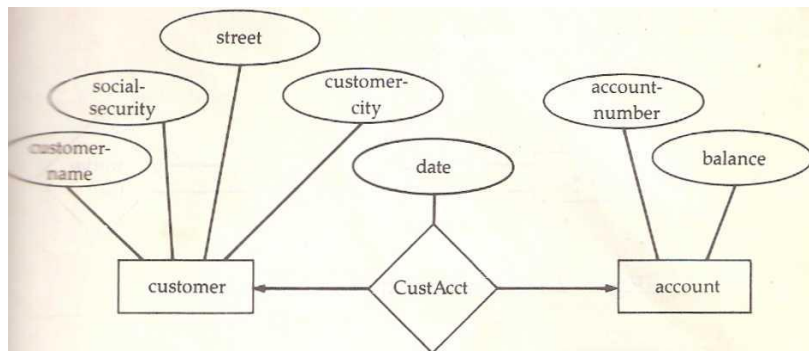 street
social-
security
customer-
city
customer-
name
date
account-
number
balance
customer
CustAcct
account